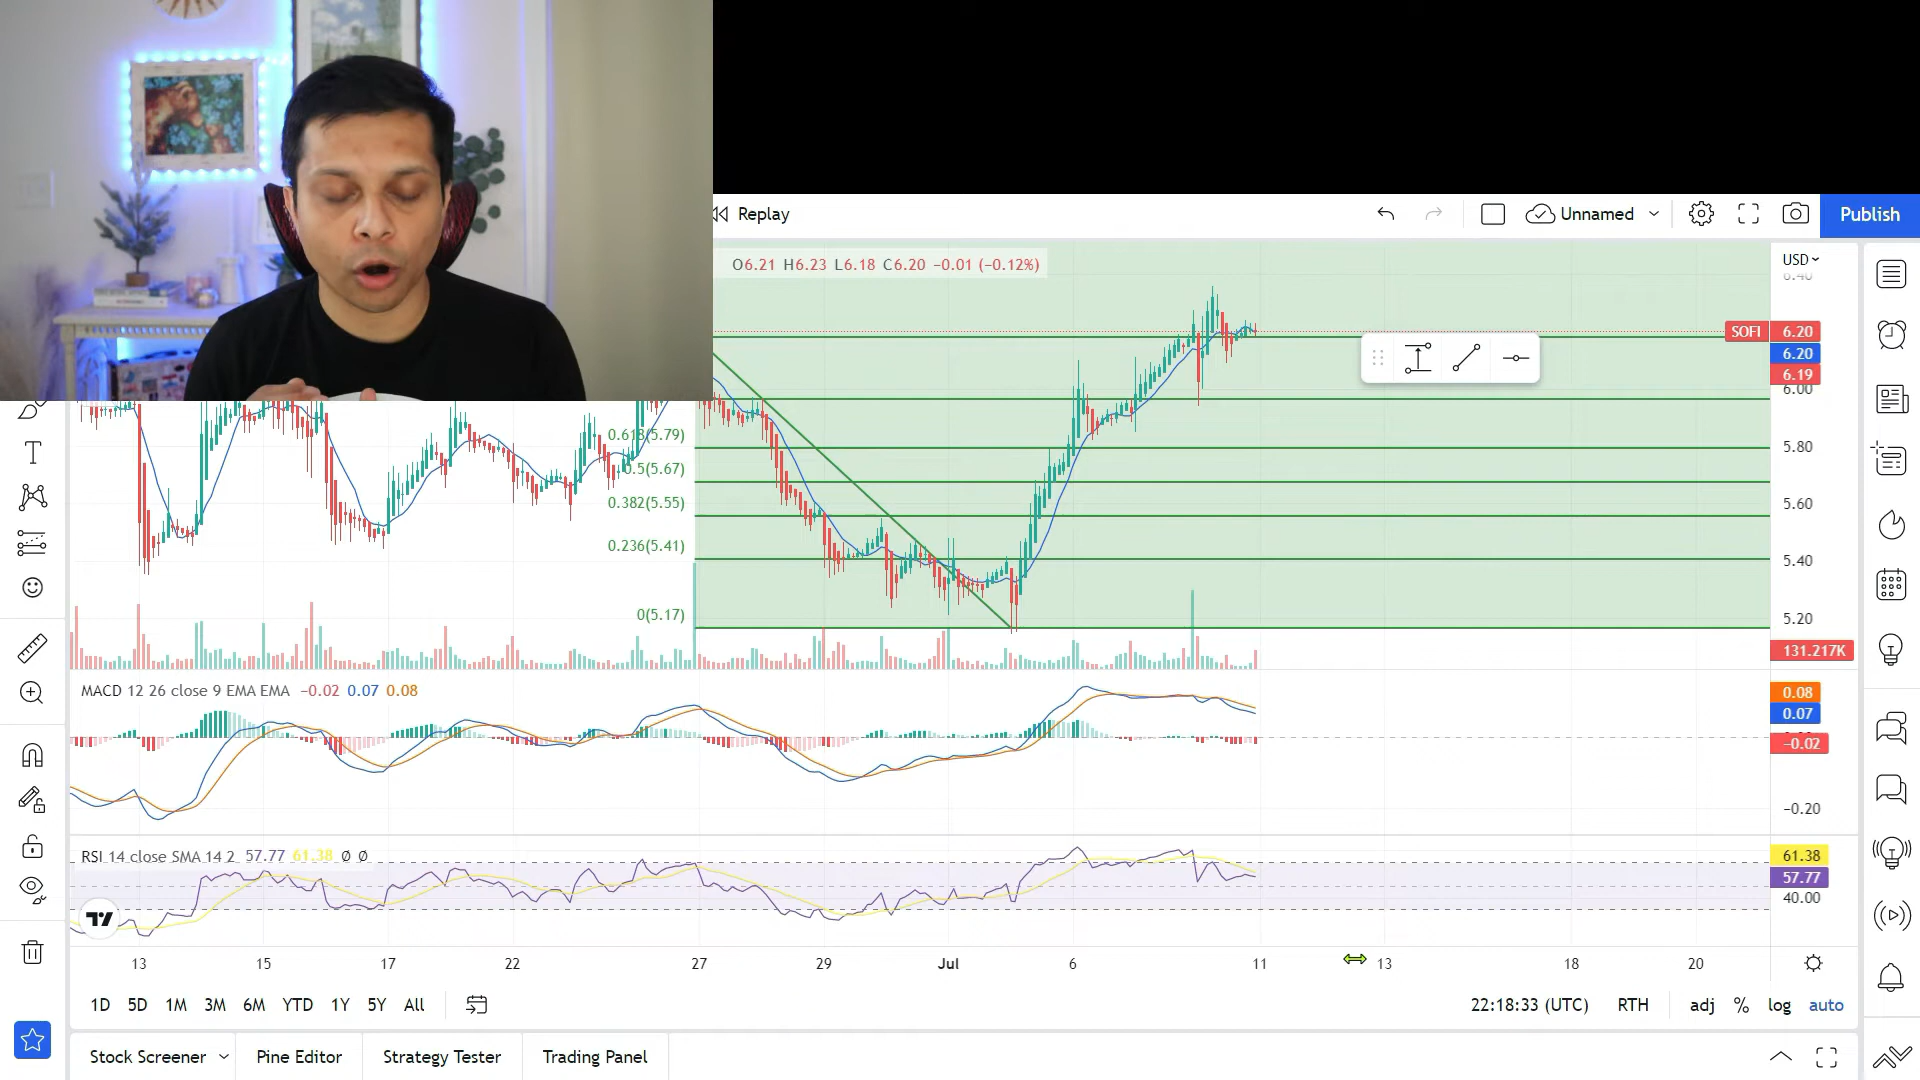 Replay
Unnamed
Publish
O6.21 H6.23 L6.18 C6.20 −0.01 (−0.12%)
USD
6.40
SOFI 6.20
6.20
6.19
6.00
0.618(5.79)
5.80
0.5(5.67)
0.382(5.55)
5.60
0.236(5.41)
5.40
0(5.17)
5.20
131.217K
MACD 12 26 close 9 EMA EMA −0.02 0.07 0.08
0.08
0.07
−0.02
−0.20
RSI 14 close SMA 14 2 57.77 61.38 Ø Ø
61.38
57.77
40.00
13 15 17 22 27 29 Jul 6 11 13 18 20
1D 5D 1M 3M 6M YTD 1Y 5Y All
22:18:33 (UTC) RTH adj % log auto
Stock Screener Pine Editor Strategy Tester Trading Panel